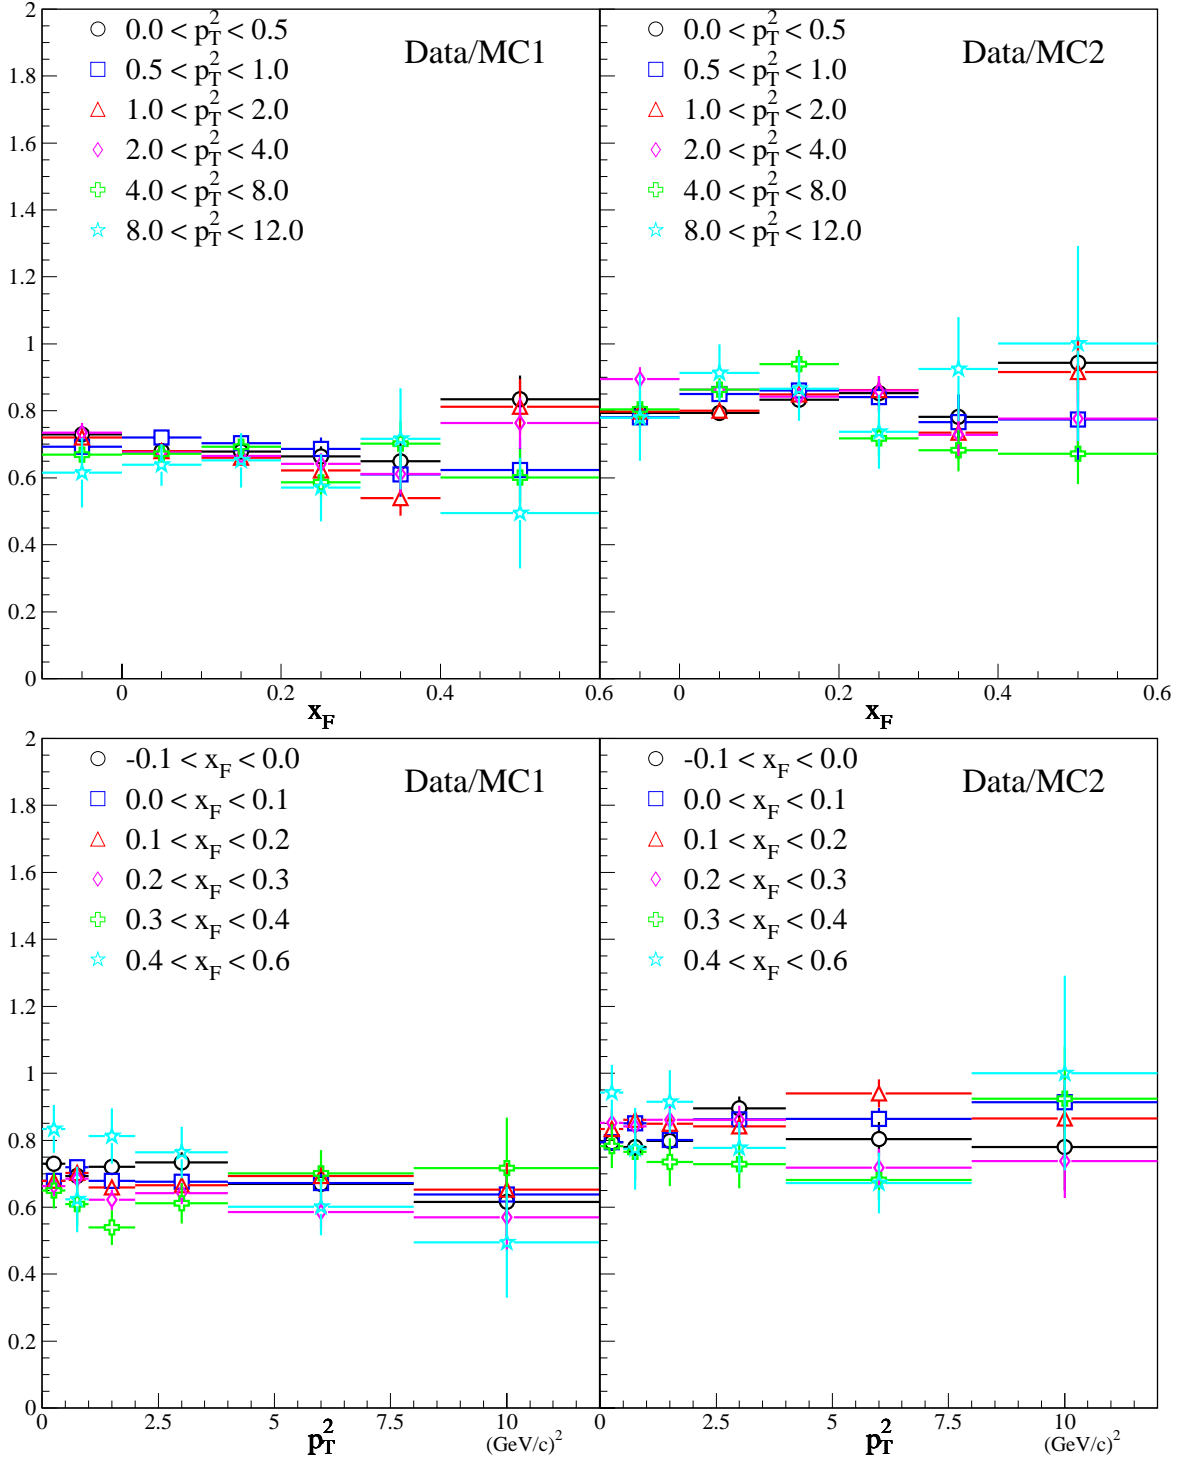 2
1.8
1.6
1.4
1.2
1
0.8
0.6
0.4
0.2
0
0.0 < p_T^2 < 0.5
0.5 < p_T^2 < 1.0
1.0 < p_T^2 < 2.0
2.0 < p_T^2 < 4.0
4.0 < p_T^2 < 8.0
8.0 < p_T^2 < 12.0
Data/MC1
0 0.2 0.4 0.6
x_F
0.0 < p_T^2 < 0.5
0.5 < p_T^2 < 1.0
1.0 < p_T^2 < 2.0
2.0 < p_T^2 < 4.0
4.0 < p_T^2 < 8.0
8.0 < p_T^2 < 12.0
Data/MC2
0 0.2 0.4 0.6
x_F
2
1.8
1.6
1.4
1.2
1
0.8
0.6
0.4
0.2
0
-0.1 < x_F < 0.0
0.0 < x_F < 0.1
0.1 < x_F < 0.2
0.2 < x_F < 0.3
0.3 < x_F < 0.4
0.4 < x_F < 0.6
Data/MC1
0 2.5 5 7.5 10
p_T^2 (GeV/c)^2
-0.1 < x_F < 0.0
0.0 < x_F < 0.1
0.1 < x_F < 0.2
0.2 < x_F < 0.3
0.3 < x_F < 0.4
0.4 < x_F < 0.6
Data/MC2
0 2.5 5 7.5 10
p_T^2 (GeV/c)^2